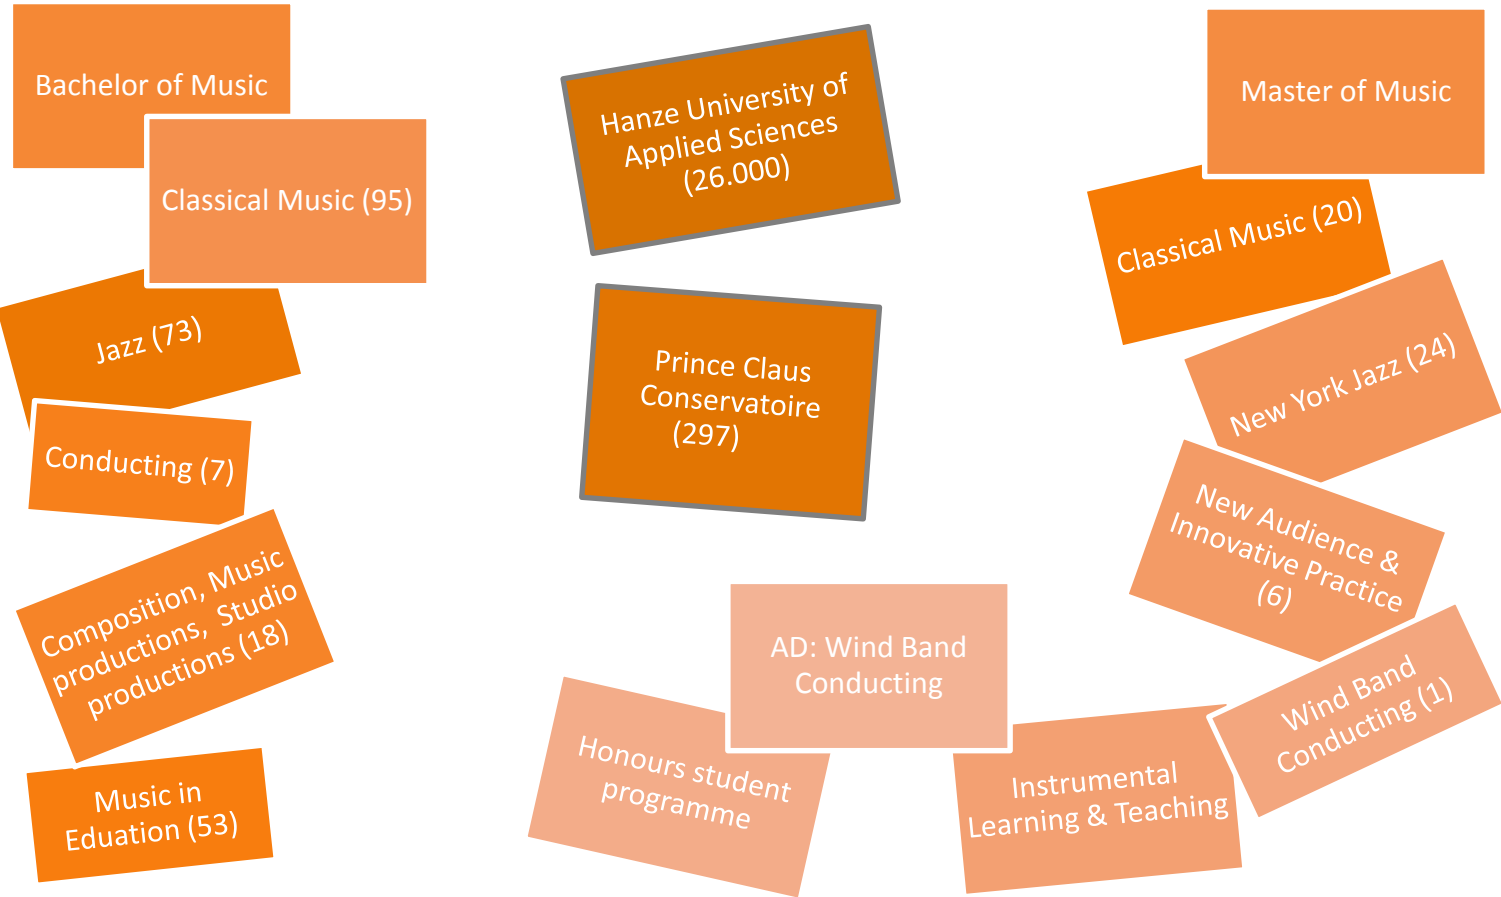 Bachelor of Music
Classical Music (95)
Jazz (73)
Conducting (7)
Composition, Music
productions,  Studio
productions (18)
Music in
Eduation (53)
Hanze University of
Applied Sciences
(26.000)
Prince Claus
Conservatoire
(297)
AD: Wind Band
Conducting
Honours student
programme
Instrumental
Learning & Teaching
Master of Music
Classical Music (20)
New York Jazz (24)
New Audience &
Innovative Practice
(6)
Wind Band
Conducting (1)